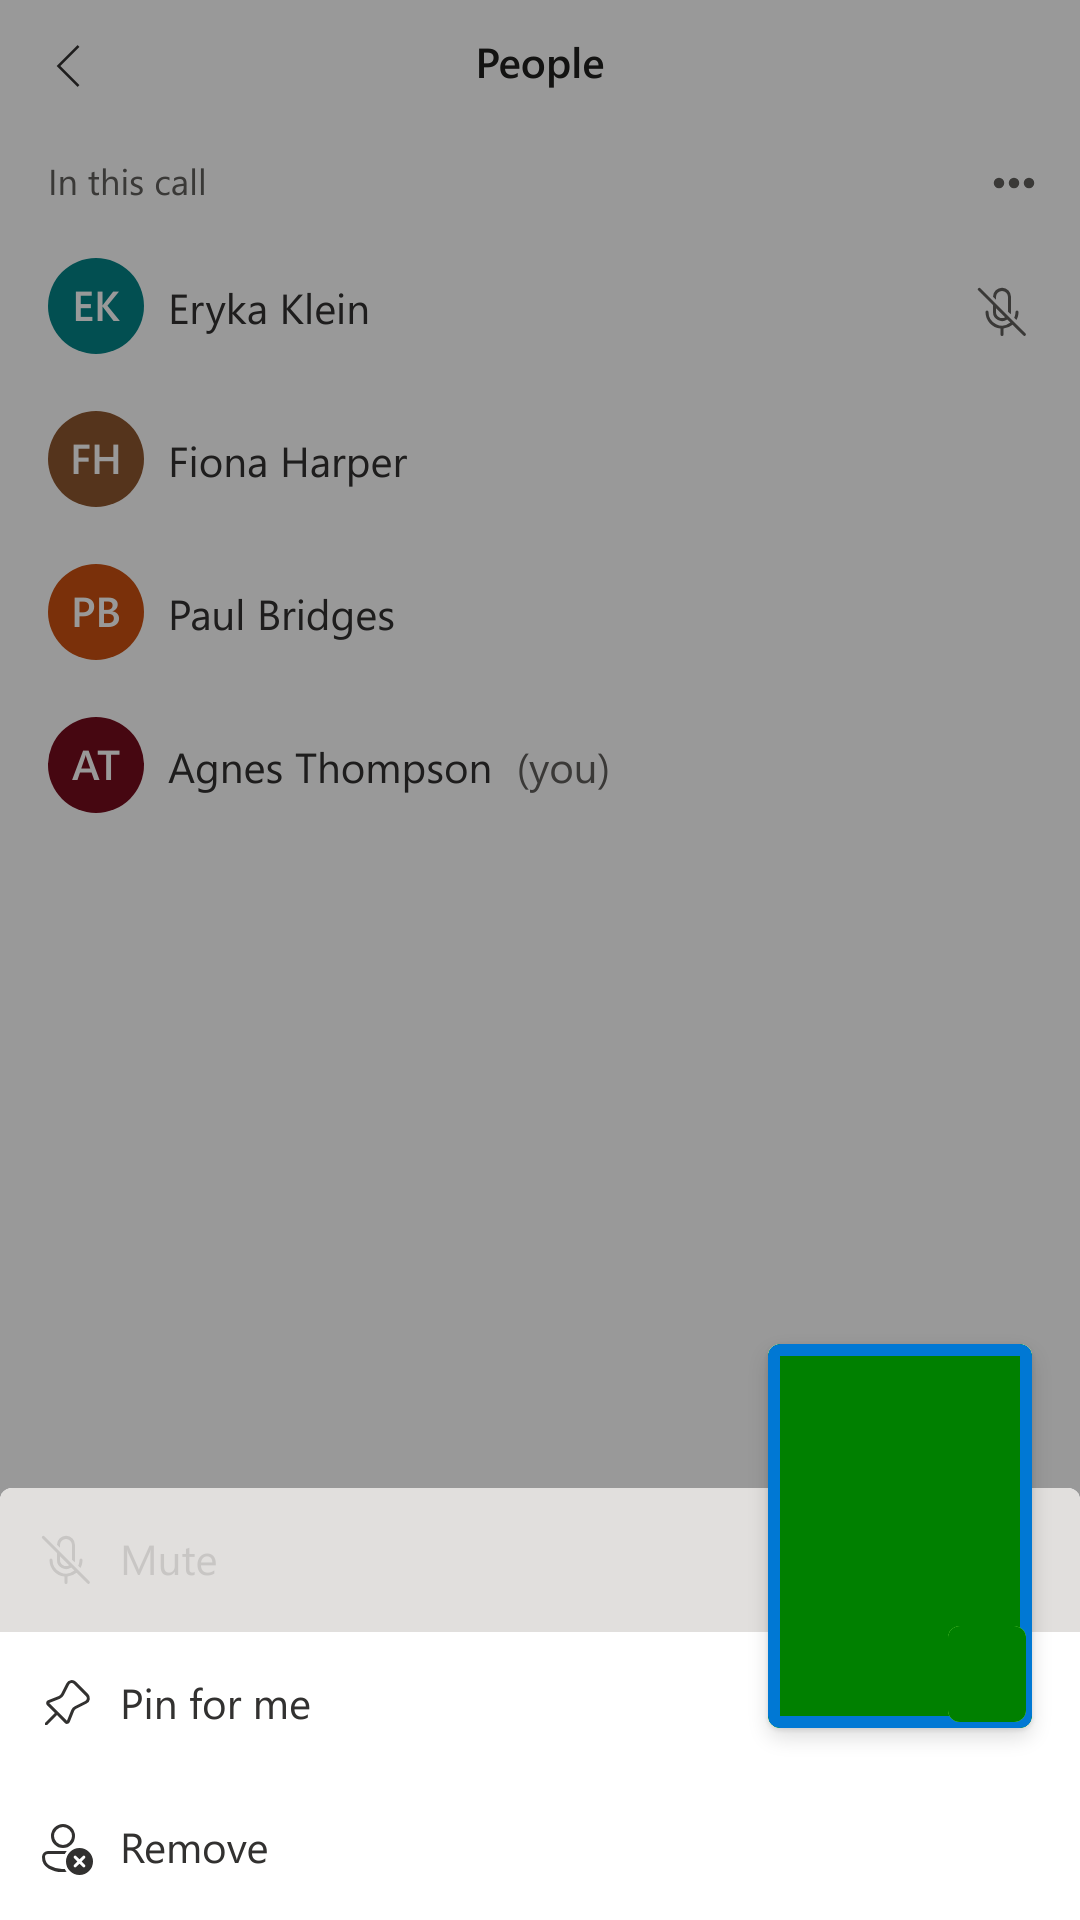 People
In this call
EK Eryka Klein
FH Fiona Harper
PB Paul Bridges
AT Agnes Thompson (you)
Mute
Pin for me
Remove